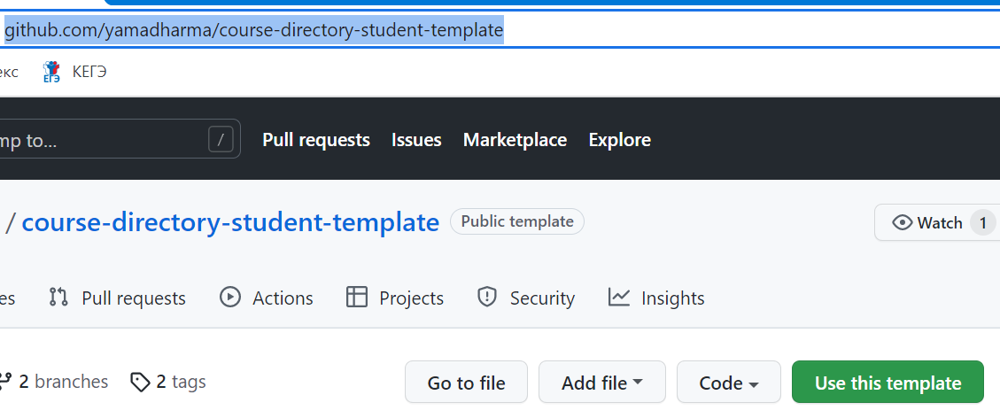 github.com/yamadharma/course-directory-student-template
екс ЕГЭ КЕГЭ
mp to... / Pull requests Issues Marketplace Explore
/ course-directory-student-template Public template Watch 1
es Pull requests Actions Projects Security Insights
2 branches 2 tags Go to file Add file Code Use this template